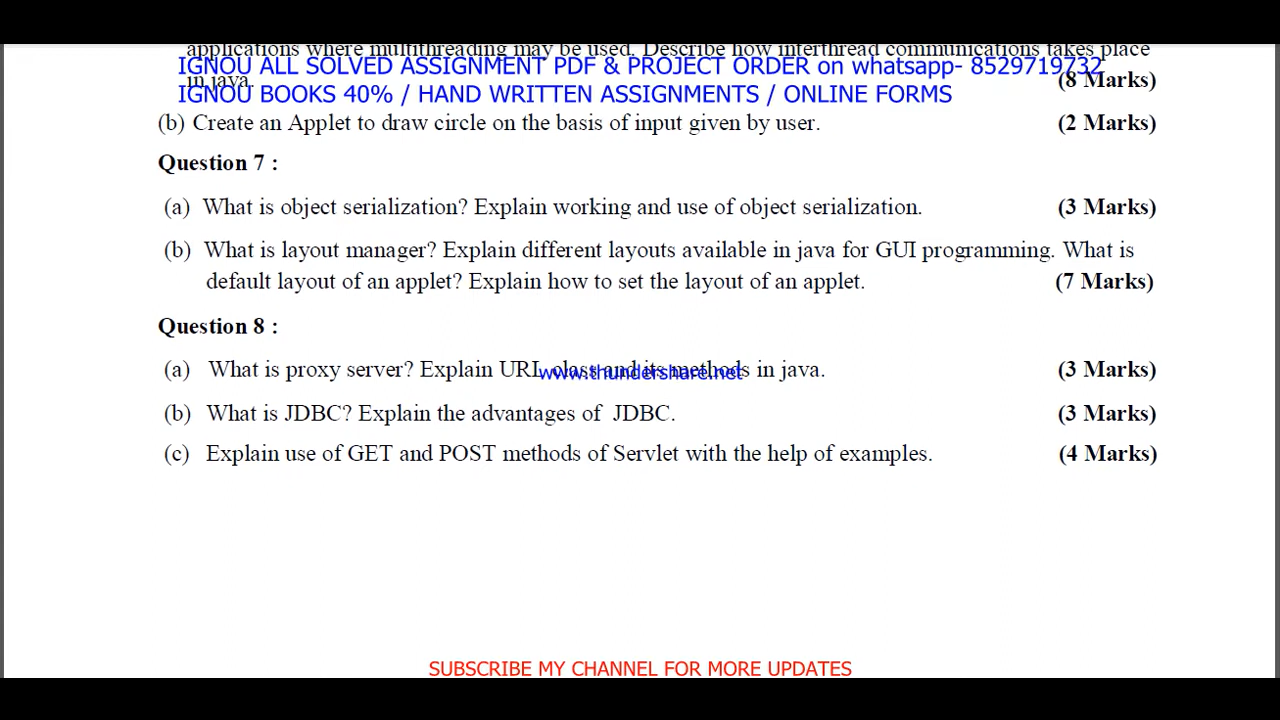 applications where multithreading may be used. Describe how interthread communications takes place
IGNOU ALL SOLVED ASSIGNMENT PDF & PROJECT ORDER on whatsapp- 8529719732
in java. (8 Marks)
IGNOU BOOKS 40% / HAND WRITTEN ASSIGNMENTS / ONLINE FORMS
(b) Create an Applet to draw circle on the basis of input given by user. (2 Marks)
Question 7 :
(a) What is object serialization? Explain working and use of object serialization. (3 Marks)
(b) What is layout manager? Explain different layouts available in java for GUI programming. What is
default layout of an applet? Explain how to set the layout of an applet. (7 Marks)
Question 8 :
(a) What is proxy server? Explain URL class and its methods in java. (3 Marks)
www.thundershare.net
(b) What is JDBC? Explain the advantages of JDBC. (3 Marks)
(c) Explain use of GET and POST methods of Servlet with the help of examples. (4 Marks)
SUBSCRIBE MY CHANNEL FOR MORE UPDATES